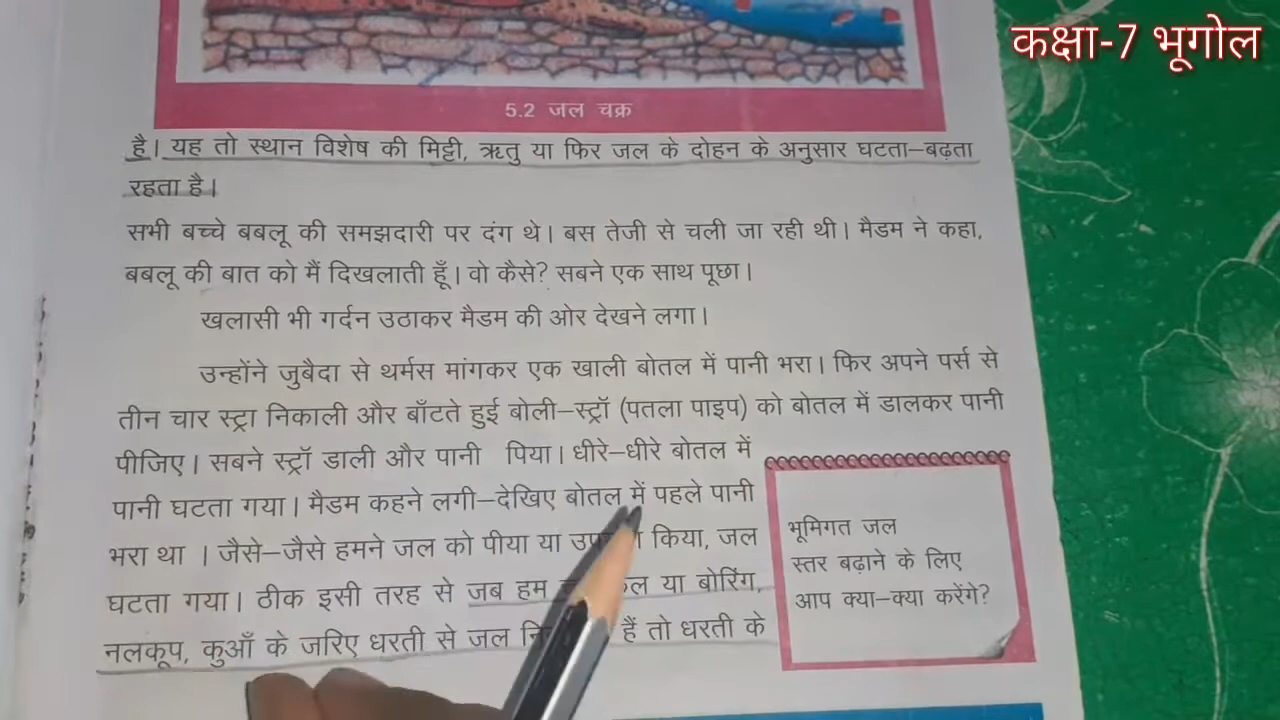 कक्षा-7 भूगोल
5.2 जल चक्र
है। यह तो स्थान विशेष की मिट्टी, ऋतु या फिर जल के दोहन के अनुसार घटता–बढ़ता
रहता है।
सभी बच्चे बबलू की समझदारी पर दंग थे। बस तेजी से चली जा रही थी। मैडम ने कहा,
बबलू की बात को मैं दिखलाती हूँ। वो कैसे? सबने एक साथ पूछा।
खलासी भी गर्दन उठाकर मैडम की ओर देखने लगा।
उन्होंने जुबैदा से थर्मस मांगकर एक खाली बोतल में पानी भरा। फिर अपने पर्स से
तीन चार स्ट्रा निकाली और बाँटते हुई बोली–स्ट्रॉ (पतला पाइप) को बोतल में डालकर पानी
पीजिए। सबने स्ट्रॉ डाली और पानी पिया। धीरे–धीरे बोतल में
पानी घटता गया। मैडम कहने लगी–देखिए बोतल में पहले पानी
भरा था । जैसे–जैसे हमने जल को पीया या किया, जल
घटता गया। ठीक इसी तरह से जब हम या बोरिंग,
नलकूप, कुआँ के जरिए धरती से जल हैं तो धरती के
भूमिगत जल
स्तर बढ़ाने के लिए
आप क्या–क्या करेंगे?